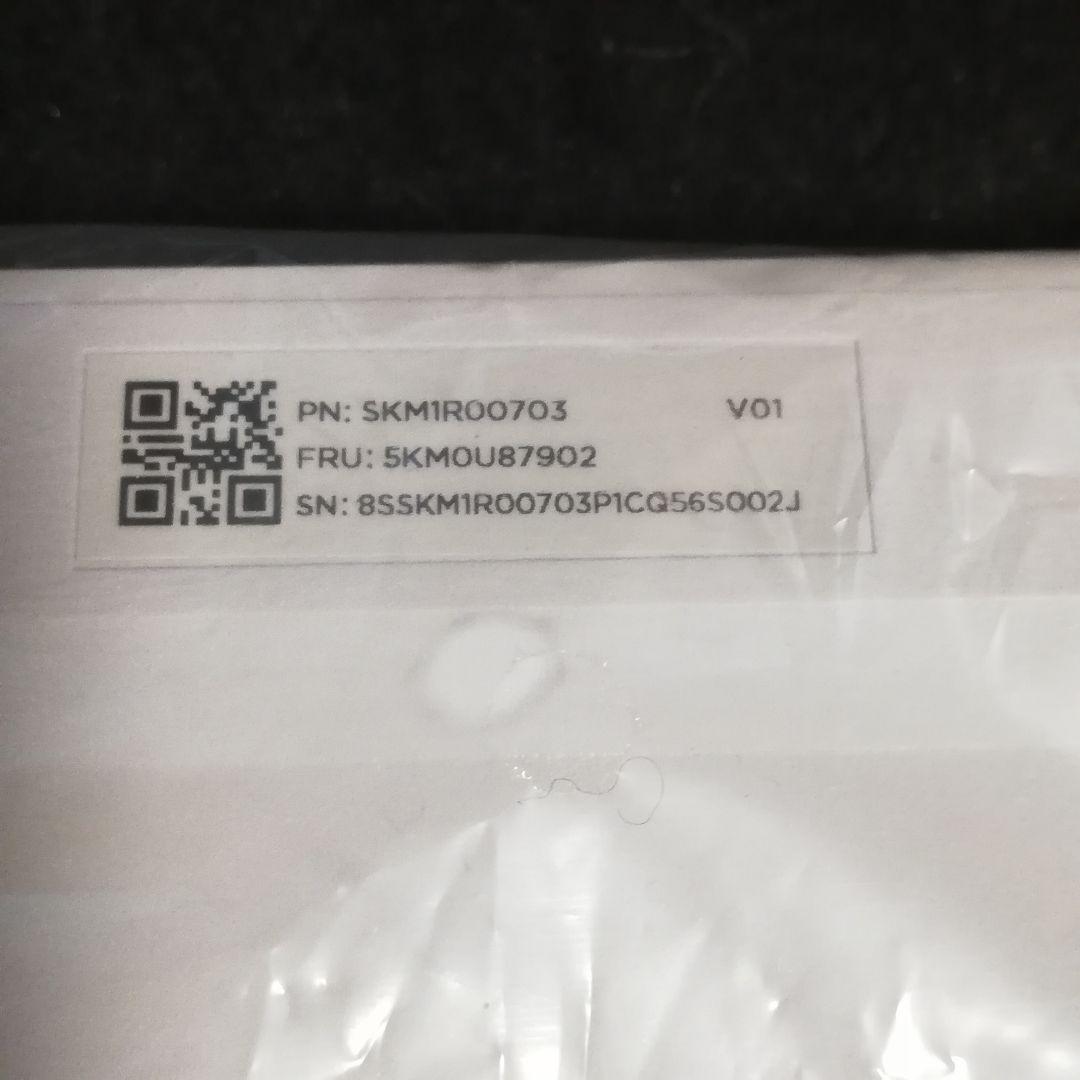 PN: SKM1R00703 V01
FRU: 5KM0U87902
SN: 8SSKM1R00703P1CQ56S002J